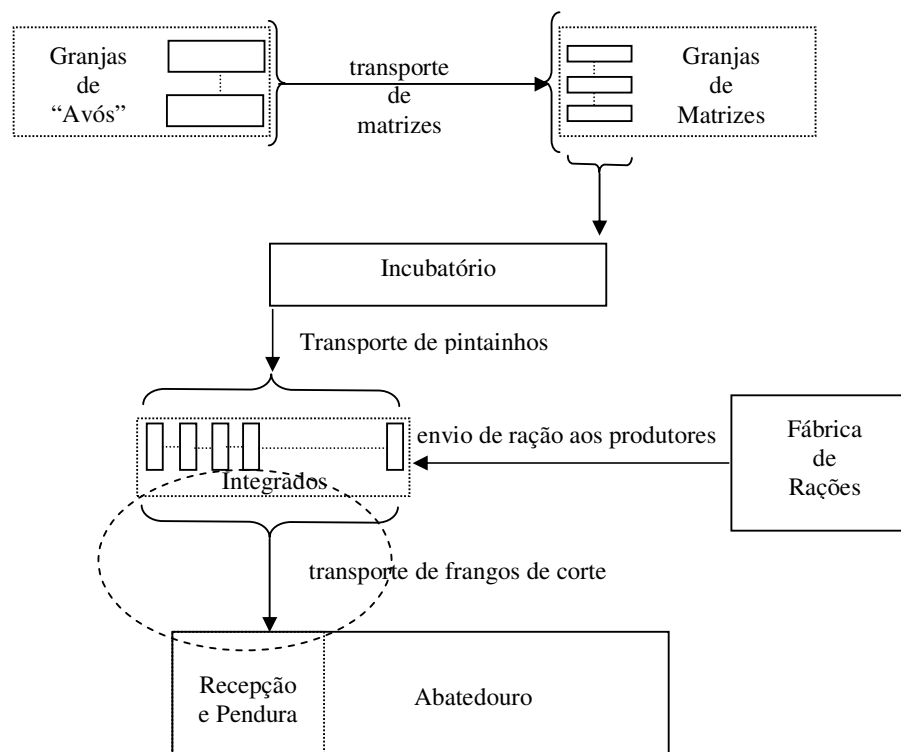 Granjas
de
“Avós”
transporte
de
matrizes
Granjas
de
Matrizes
Incubatório
Transporte de pintainhos
envio de ração aos produtores
Fábrica
de
Rações
Integrados
transporte de frangos de corte
Recepção
e Pendura
Abatedouro